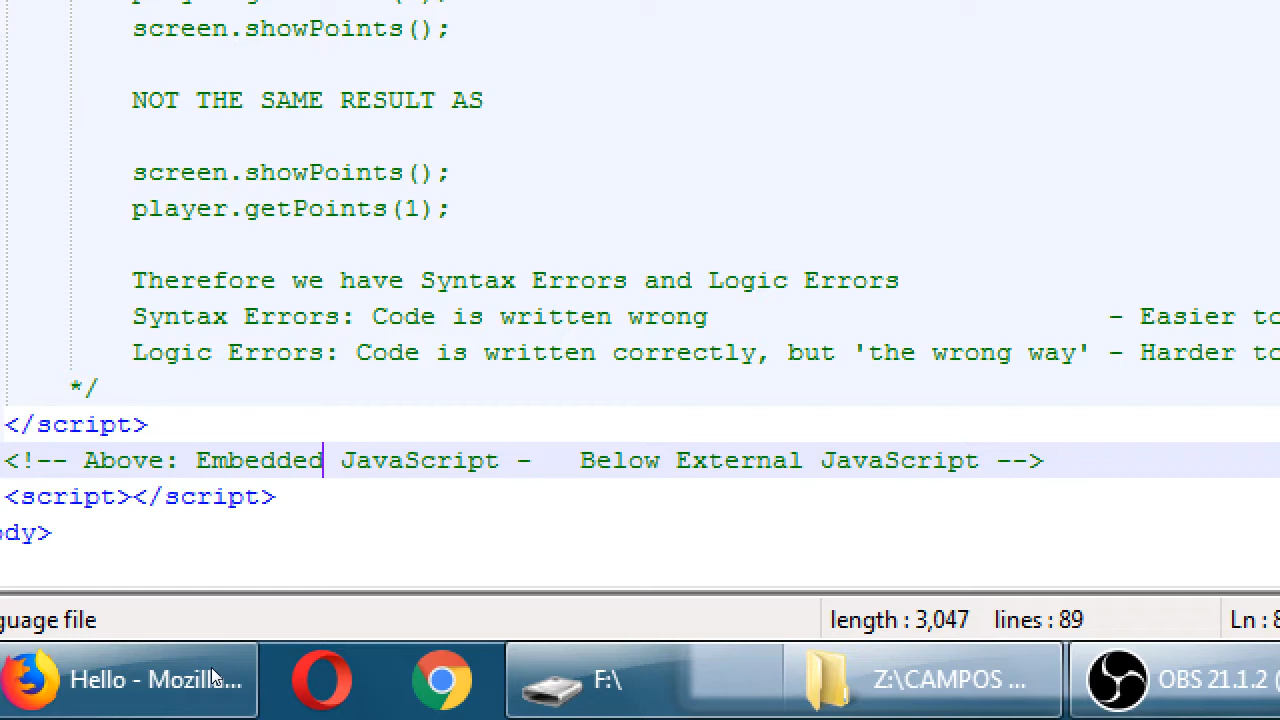 screen.showPoints();
NOT THE SAME RESULT AS
screen.showPoints();
player.getPoints(1);
Therefore we have Syntax Errors and Logic Errors
Syntax Errors: Code is written wrong - Easier to
Logic Errors: Code is written correctly, but 'the wrong way' - Harder to
*/
</script>
<!-- Above: Embedded JavaScript - Below External JavaScript -->
<script></script>
ody>
guage file length : 3,047 lines : 89 Ln : 8
Hello - Mozill... F:\ Z:\CAMPOS ... OBS 21.1.2 (